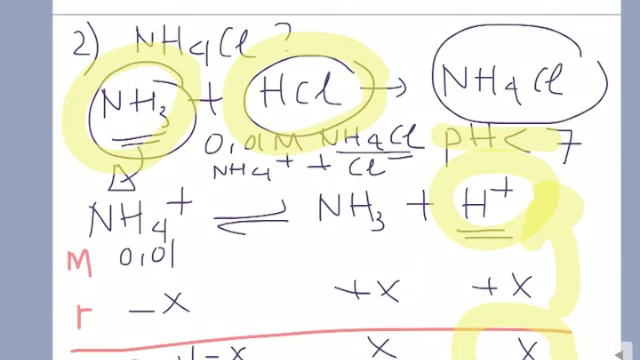 2) NH4Cl ?
NH3 + HCl → NH4Cl
0,01M NH4Cl pH < 7
NH4+ + Cl
NH4+ ⇌ NH3 + H+
M 0,01
r -x +x +x
-x x x